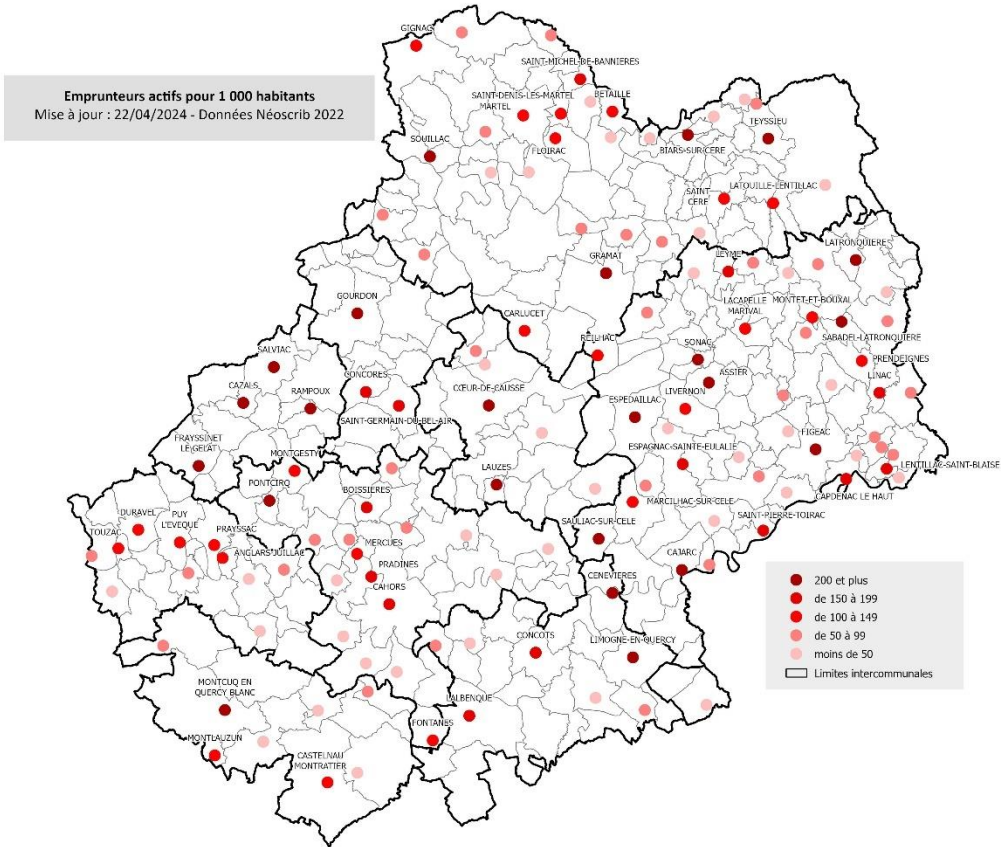 GIGNAC
Emprunteurs actifs pour 1 000 habitants
Mise à jour : 22/04/2024 - Données Néoscrib 2022
SAINT-MICHEL-DE-BANNIERES
SAINT-DENIS-LES-MARTEL
MARTEL
BETAILLE
TEYSSIEU
SOUILLAC
FLOIRAC
BIARS-SUR-CERE
SAINT
CERE
LATOUILLE-LENTILLAC
LATRONQUIERE
LEYME
GRAMAT
GOURDON
LACAPELLE
MARIVAL
MONTET-ET-BOUXAL
CARLUCET
REILHAC
SABADEL-LATRONQUIERE
SALVIAC
SONAC
PRENDEIGNES
CONCORES
ASSIER
LINAC
CAZALS
RAMPOUX
CŒUR-DE-CAUSSE
ESPEDAILLAC
LIVERNON
SAINT-GERMAIN-DU-BEL-AIR
FIGEAC
FRAYSSINET
LE GELAT
MONTGESTY
ESPAGNAC-SAINTE-EULALIE
LENTILLAC-SAINT-BLAISE
LAUZES
PONTCIRQ
BOISSIERES
CAPDENAC LE HAUT
MARCILHAC-SUR-CELE
DURAVEL
PUY
L'EVEQUE
SAINT-PIERRE-TOIRAC
TOUZAC
PRAYSSAC
SAULIAC-SUR-CELE
MERCUES
ANGLARS-JUILLAC
CAJARC
PRADINES
CENEVIERES
200 et plus
CAHORS
de 150 à 199
de 100 à 149
CONCOTS
LIMOGNE-EN-QUERCY
de 50 à 99
moins de 50
Limites intercommunales
MONTCUQ EN
QUERCY BLANC
LALBENQUE
FONTANES
MONTLAUZUN
CASTELNAU
MONTRATIER